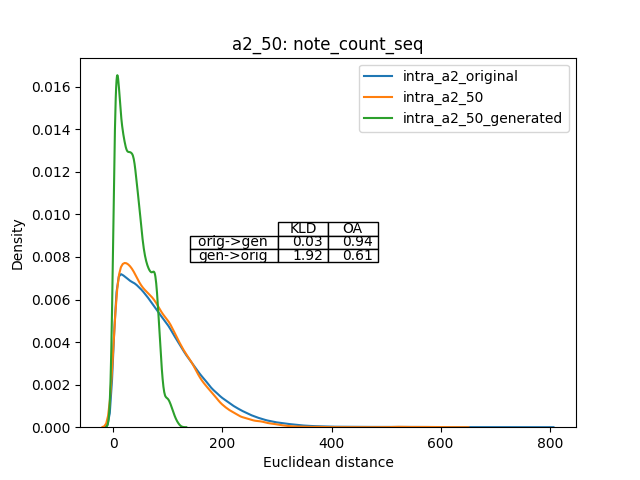 a2_50: note_count_seq
intra_a2_original
intra_a2_50
intra_a2_50_generated
KLD OA
orig->gen 0.03 0.94
gen->orig 1.92 0.61
Density
0.016
0.014
0.012
0.010
0.008
0.006
0.004
0.002
0.000
0 200 400 600 800
Euclidean distance